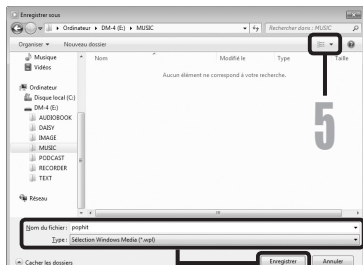 Enregistrer sous
Ordinateur ▸ DM-4 (E:) ▸ MUSIC
Rechercher dans : MUSIC
Organiser
Nouveau dossier
Nom
Modifié le
Type
Taille
Aucun élément ne correspond à votre recherche.
Musique
Vidéos
Ordinateur
Disque local (C:)
DM-4 (E:)
AUDIOBOOK
DAISY
IMAGE
MUSIC
PODCAST
RECORDER
TEXT
Réseau
5
Nom du fichier : pophit
Type : Sélection Windows Media (*.wpl)
Cacher les dossiers
Enregistrer
Annuler